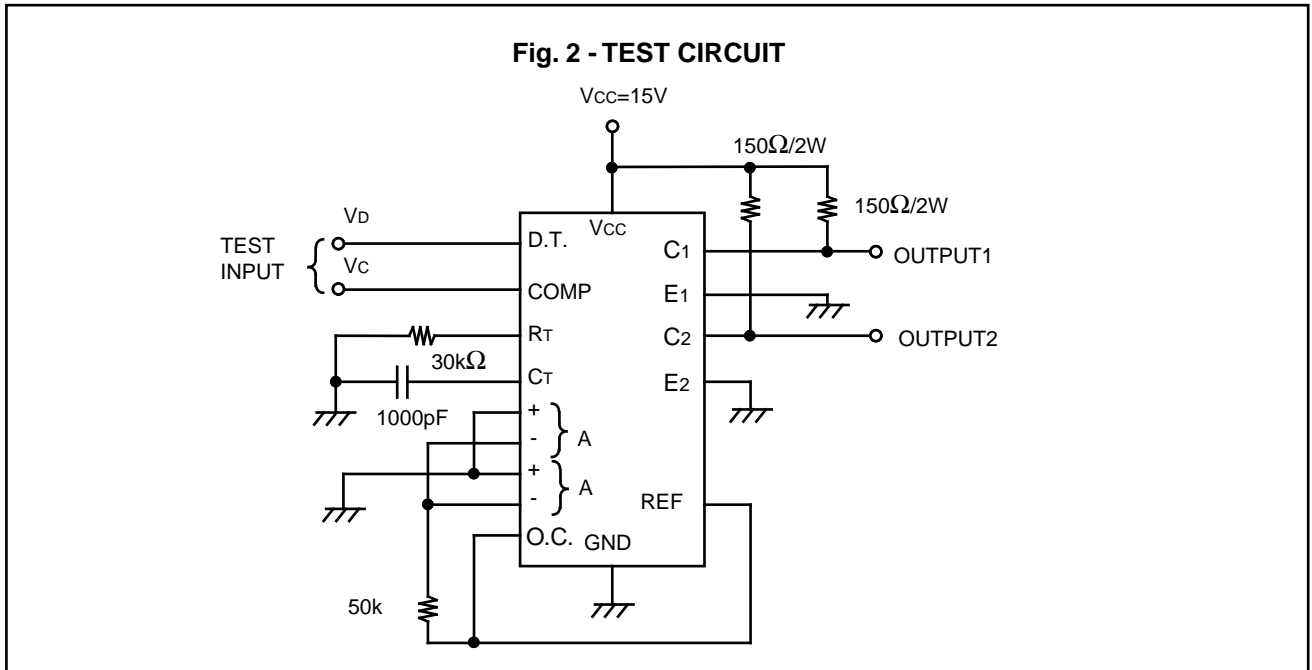 Fig. 2 - TEST CIRCUIT
VCC=15V
150Ω/2W
150Ω/2W
VD
TEST
INPUT
VC
D.T.
VCC
C1
OUTPUT1
COMP
E1
RT
30kΩ
C2
OUTPUT2
CT
1000pF
E2
+
-
A
+
-
A
REF
O.C.
GND
50k